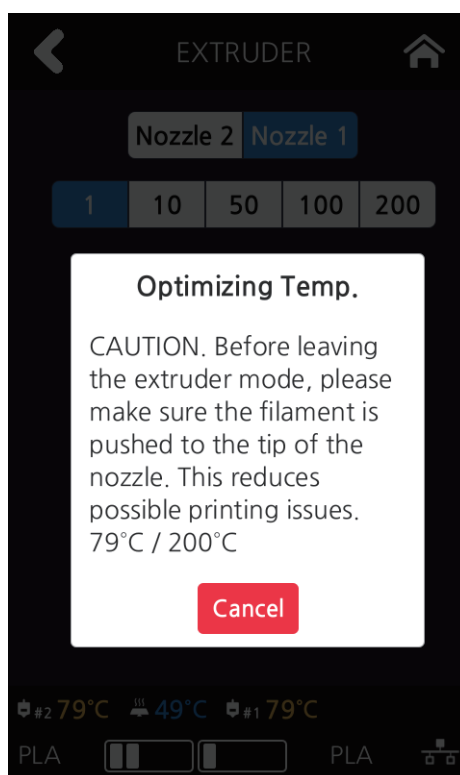 EXTRUDER
Nozzle 2 Nozzle 1
1 10 50 100 200
Optimizing Temp.
CAUTION. Before leaving
the extruder mode, please
make sure the filament is
pushed to the tip of the
nozzle. This reduces
possible printing issues.
79°C / 200°C
Cancel
#2 79°C 49°C #1 79°C
PLA PLA